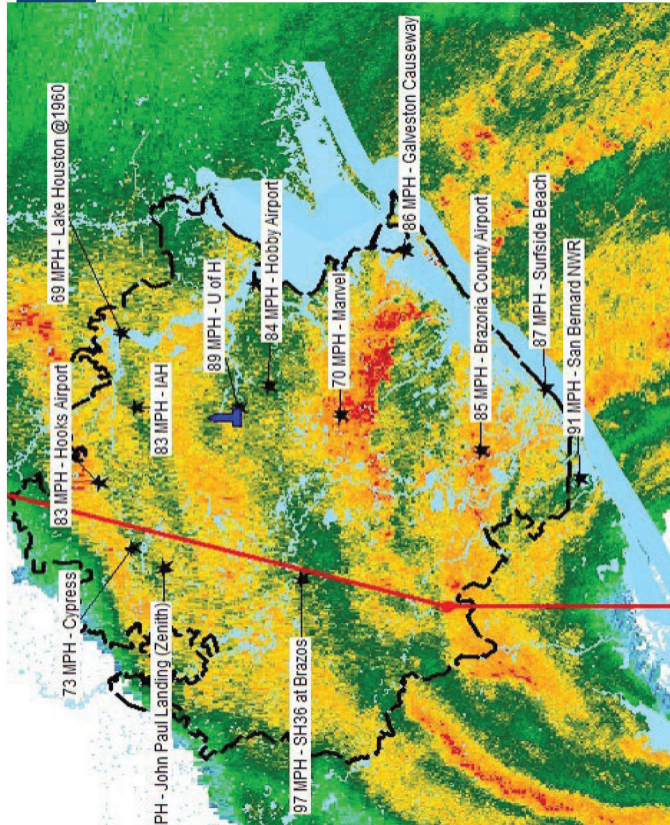 69 MPH - Lake Houston @1960
83 MPH - Hooks Airport
83 MPH - IAH
73 MPH - Cypress
PH - John Paul Landing (Zenith)
89 MPH - U of H
84 MPH - Hobby Airport
97 MPH - SH36 at Brazos
70 MPH - Manvel
86 MPH - Galveston Causeway
85 MPH - Brazoria County Airport
87 MPH - Surfside Beach
91 MPH - San Bernard NWR